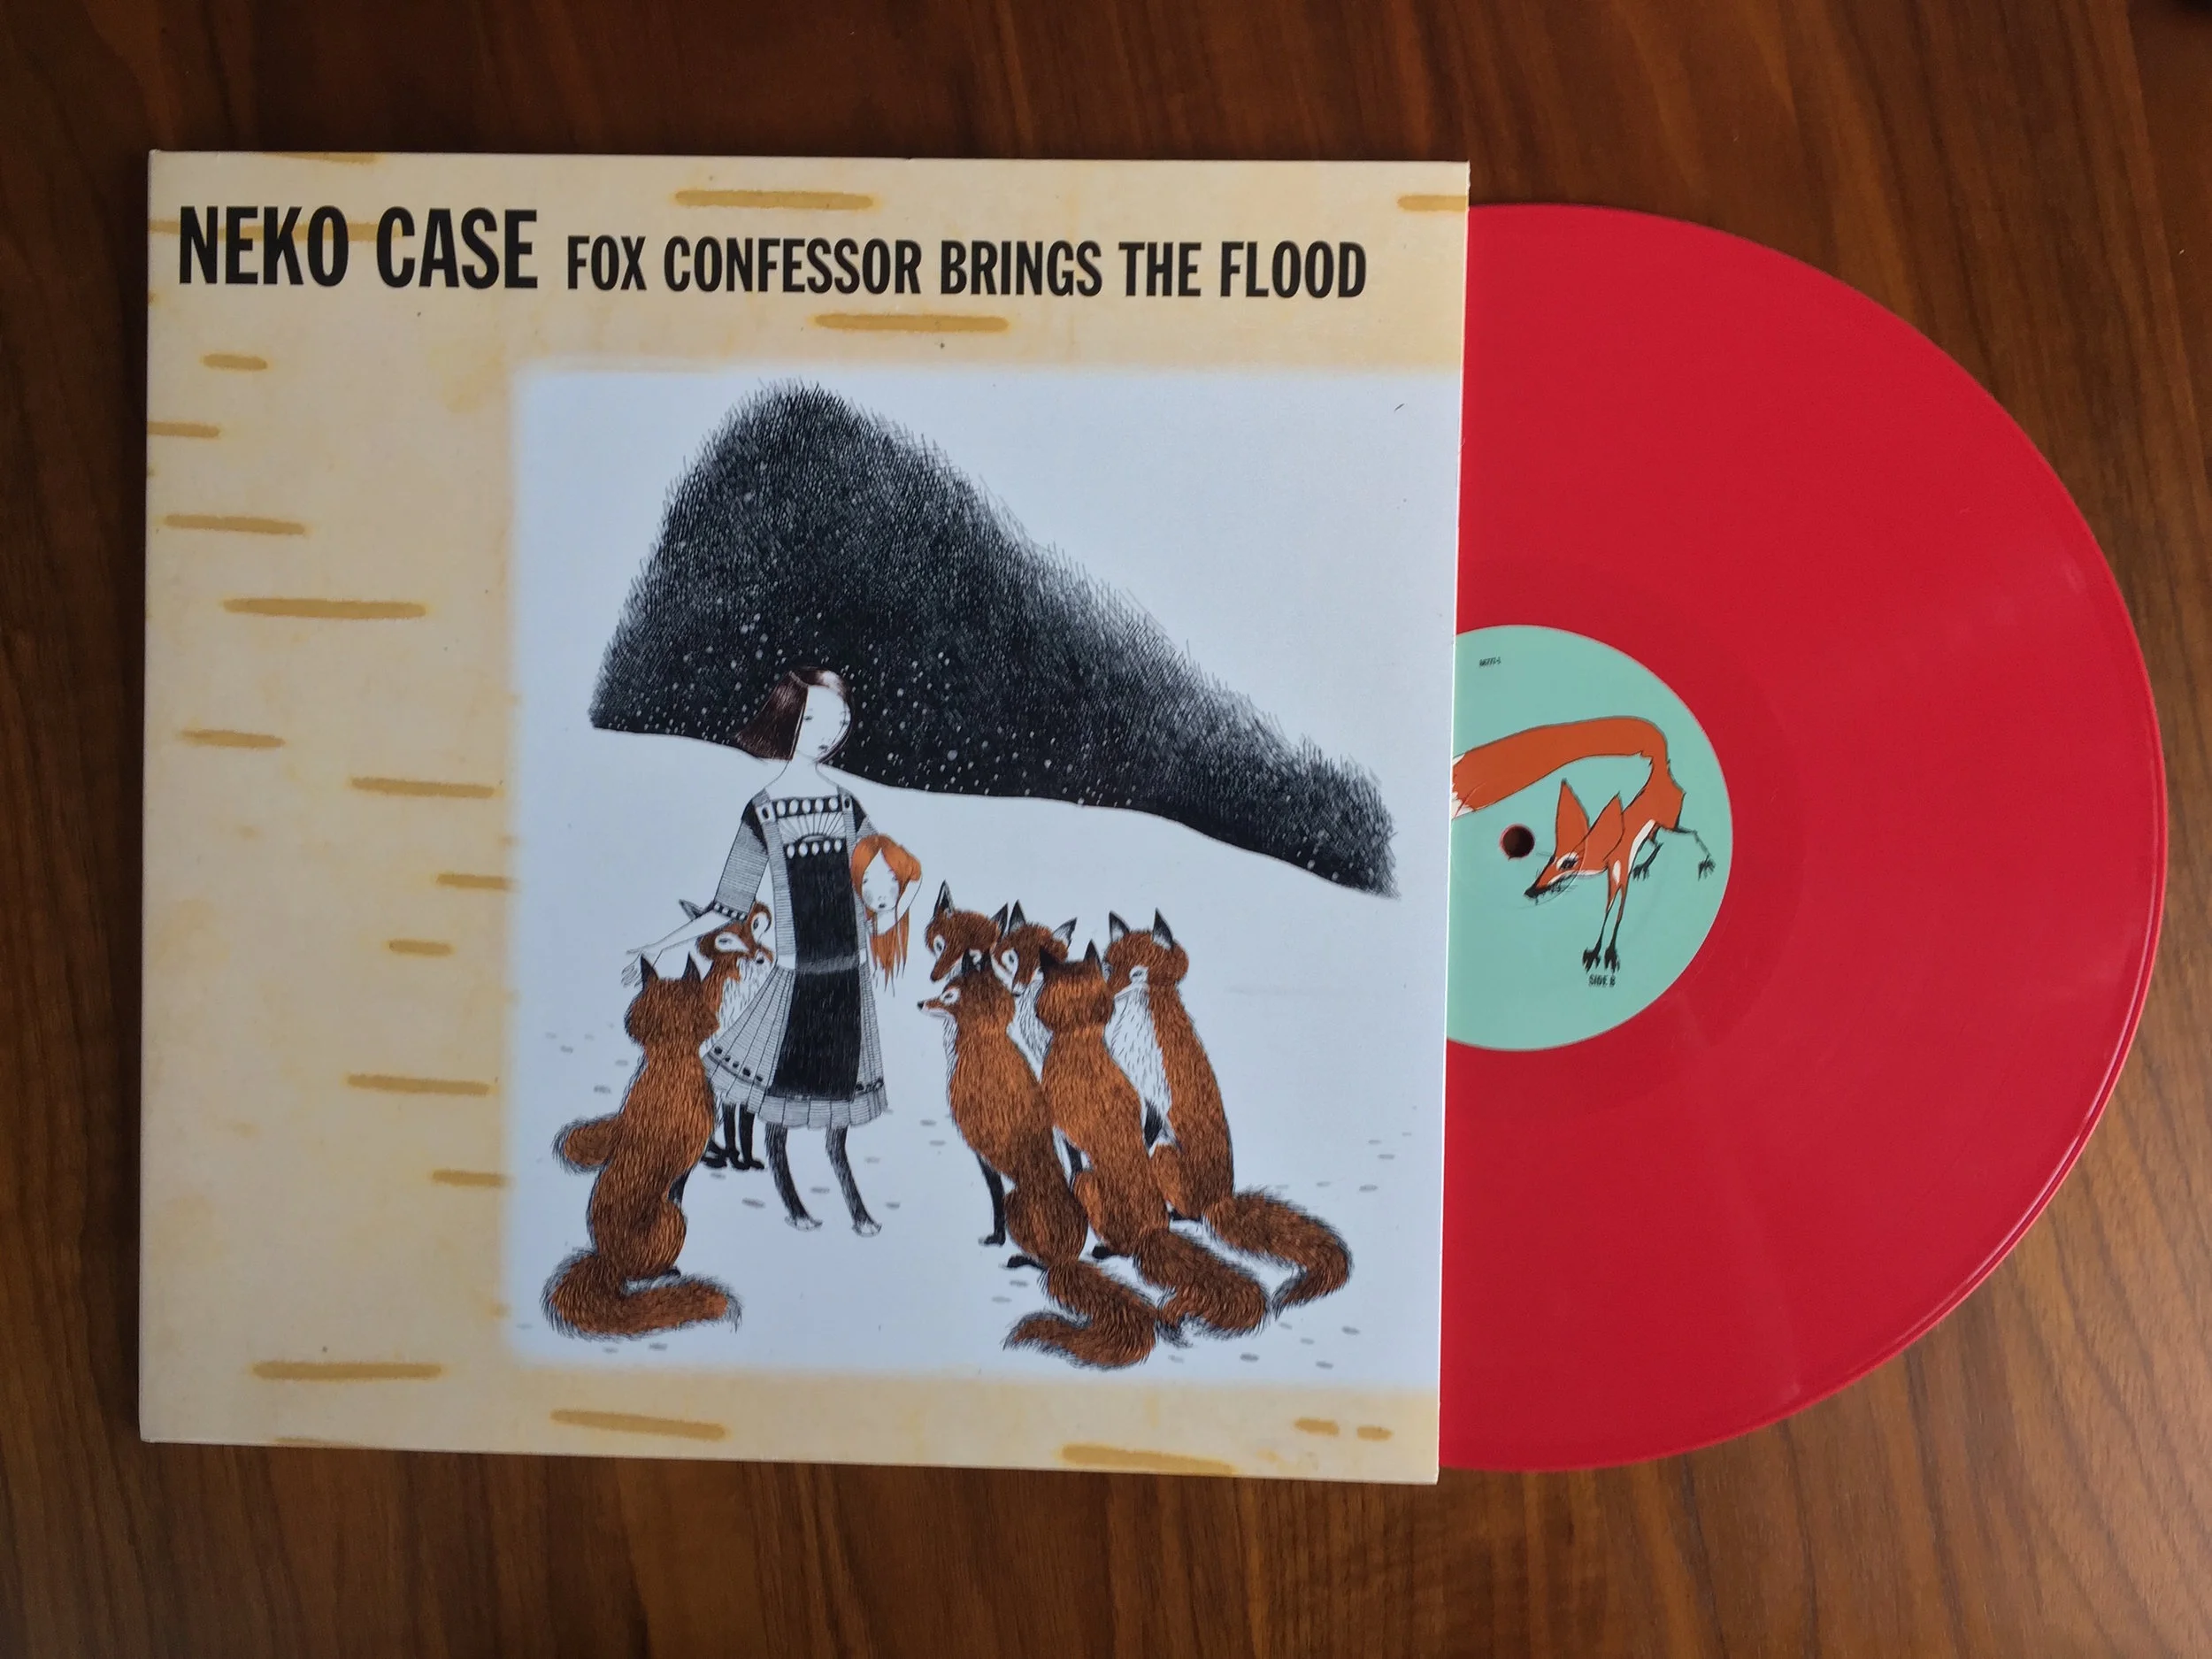 NEKO CASE FOX CONFESSOR BRINGS THE FLOOD
SIDE B